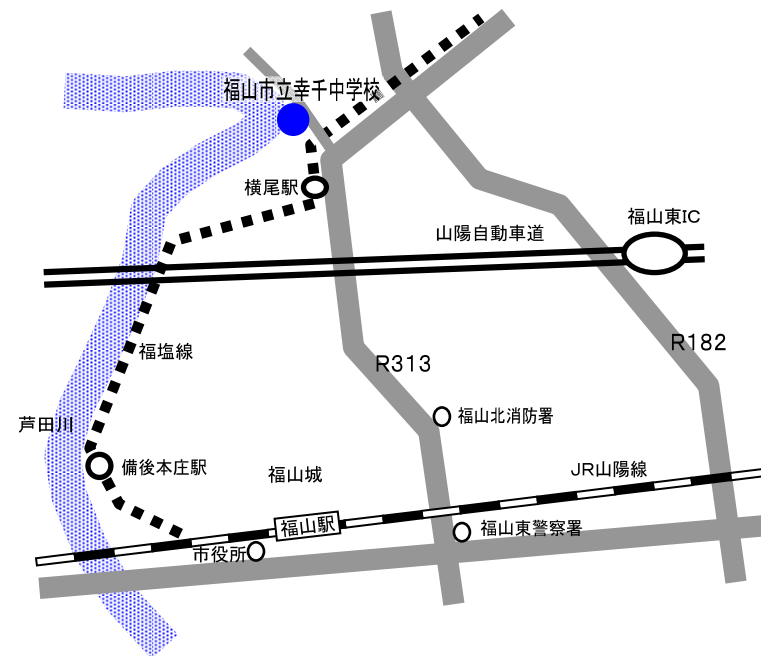 福山市立幸千中学校
横尾駅
福山東IC
山陽自動車道
R182
福塩線
R313
福山北消防署
芦田川
備後本庄駅
福山城
JR山陽線
福山駅
福山東警察署
市役所